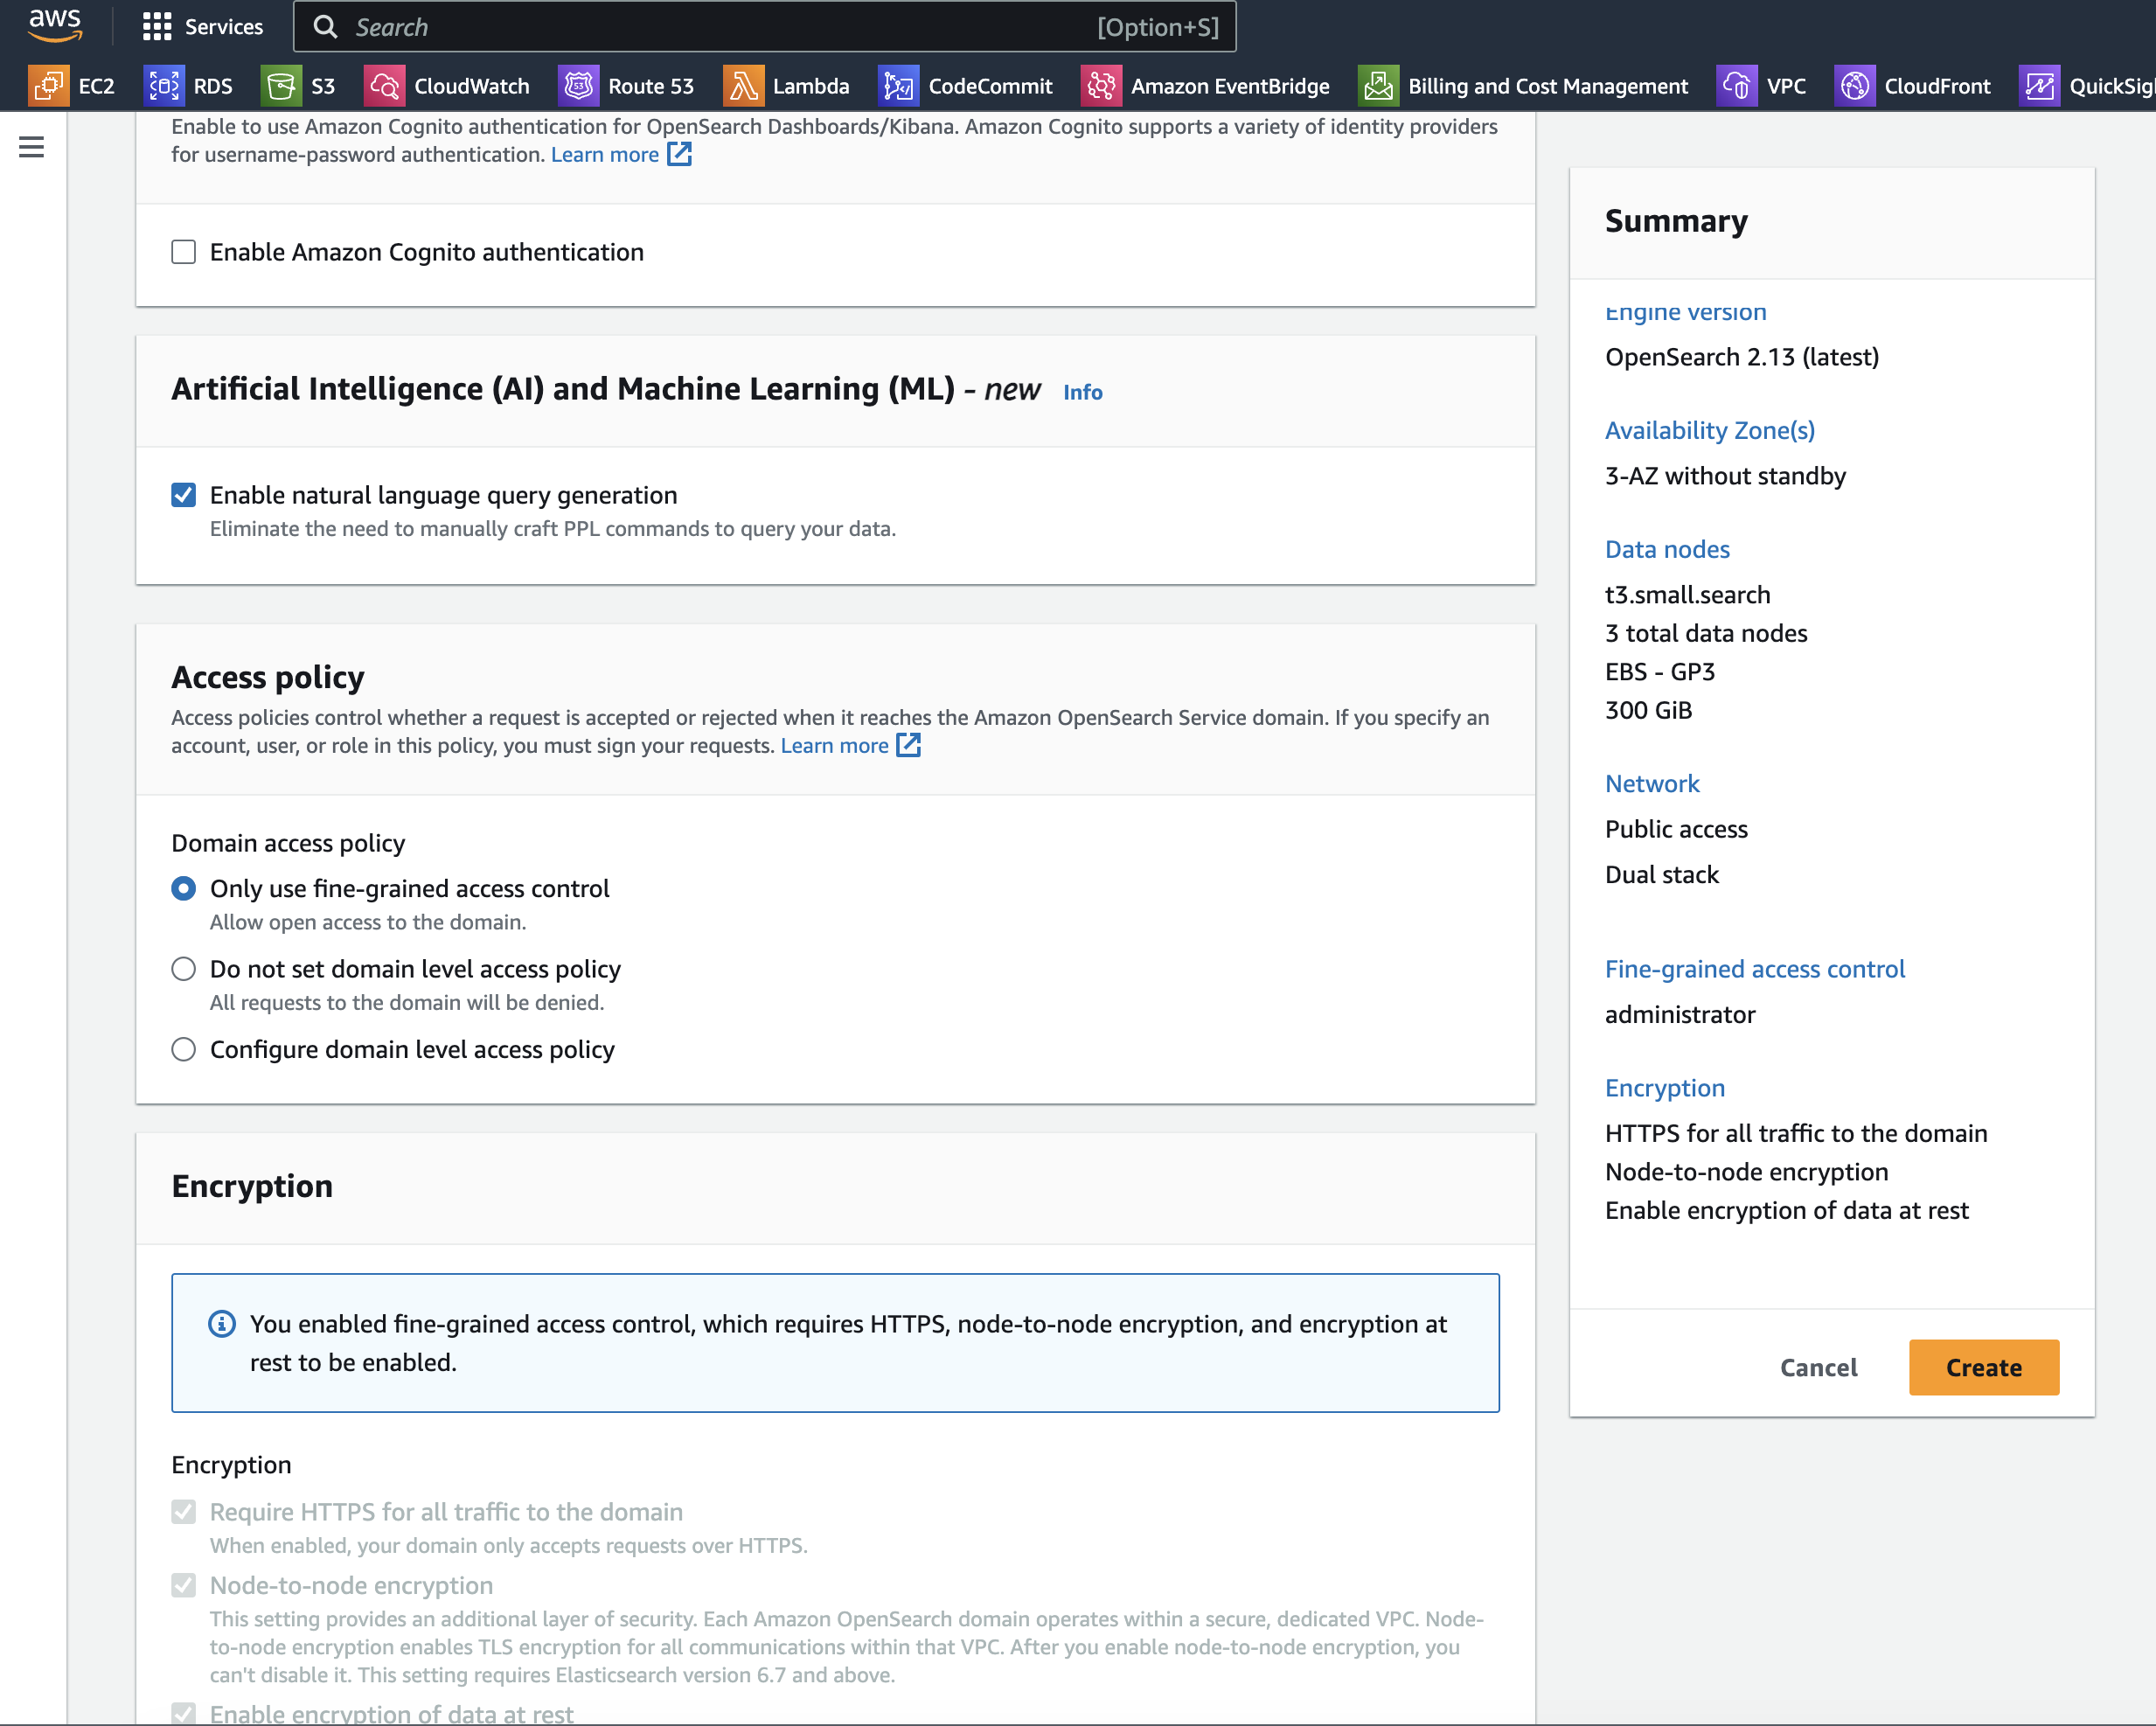 aws
Services
Search
[Option+S]
EC2
RDS
S3
CloudWatch
53
Route 53
Lambda
CodeCommit
Amazon EventBridge
Billing and Cost Management
VPC
CloudFront
Enable to use Amazon Cognito authentication for OpenSearch Dashboards/Kibana. Amazon Cognito supports a variety of identity providers
for username-password authentication. Learn more
Enable Amazon Cognito authentication
Artificial Intelligence (AI) and Machine Learning (ML) - new Info
Enable natural language query generation
Eliminate the need to manually craft PPL commands to query your data.
Access policy
Access policies control whether a request is accepted or rejected when it reaches the Amazon OpenSearch Service domain. If you specify an
account, user, or role in this policy, you must sign your requests. Learn more
Domain access policy
Only use fine-grained access control
Allow open access to the domain.
Do not set domain level access policy
All requests to the domain will be denied.
Configure domain level access policy
Encryption
You enabled fine-grained access control, which requires HTTPS, node-to-node encryption, and encryption at
rest to be enabled.
Encryption
Require HTTPS for all traffic to the domain
When enabled, your domain only accepts requests over HTTPS.
Node-to-node encryption
This setting provides an additional layer of security. Each Amazon OpenSearch domain operates within a secure, dedicated VPC. Node-
to-node encryption enables TLS encryption for all communications within that VPC. After you enable node-to-node encryption, you
can't disable it. This setting requires Elasticsearch version 6.7 and above.
Enable encryption of data at rest
Summary
Engine version
OpenSearch 2.13 (latest)
Availability Zone(s)
3-AZ without standby
Data nodes
t3.small.search
3 total data nodes
EBS - GP3
300 GiB
Network
Public access
Dual stack
Fine-grained access control
administrator
Encryption
HTTPS for all traffic to the domain
Node-to-node encryption
Enable encryption of data at rest
Cancel
Create